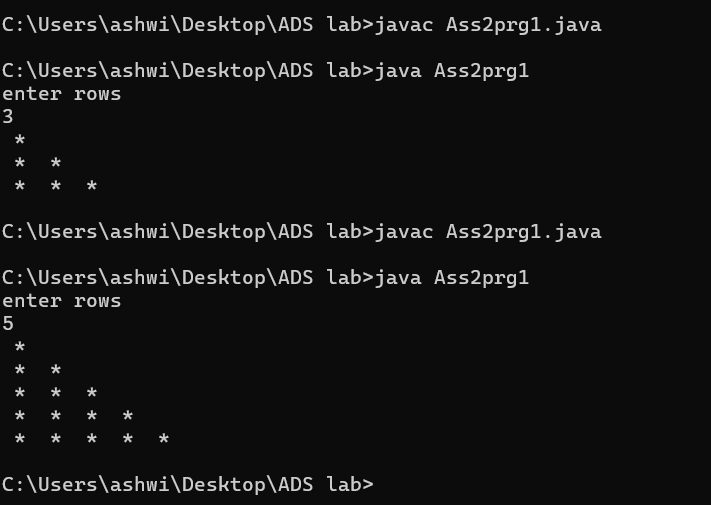 C:\Users\ashwi\Desktop\ADS lab>javac Ass2prg1.java
C:\Users\ashwi\Desktop\ADS lab>java Ass2prg1
enter rows
3
 *
 *  *
 *  *  *
C:\Users\ashwi\Desktop\ADS lab>javac Ass2prg1.java
C:\Users\ashwi\Desktop\ADS lab>java Ass2prg1
enter rows
5
 *
 *  *
 *  *  *
 *  *  *  *
 *  *  *  *  *
C:\Users\ashwi\Desktop\ADS lab>